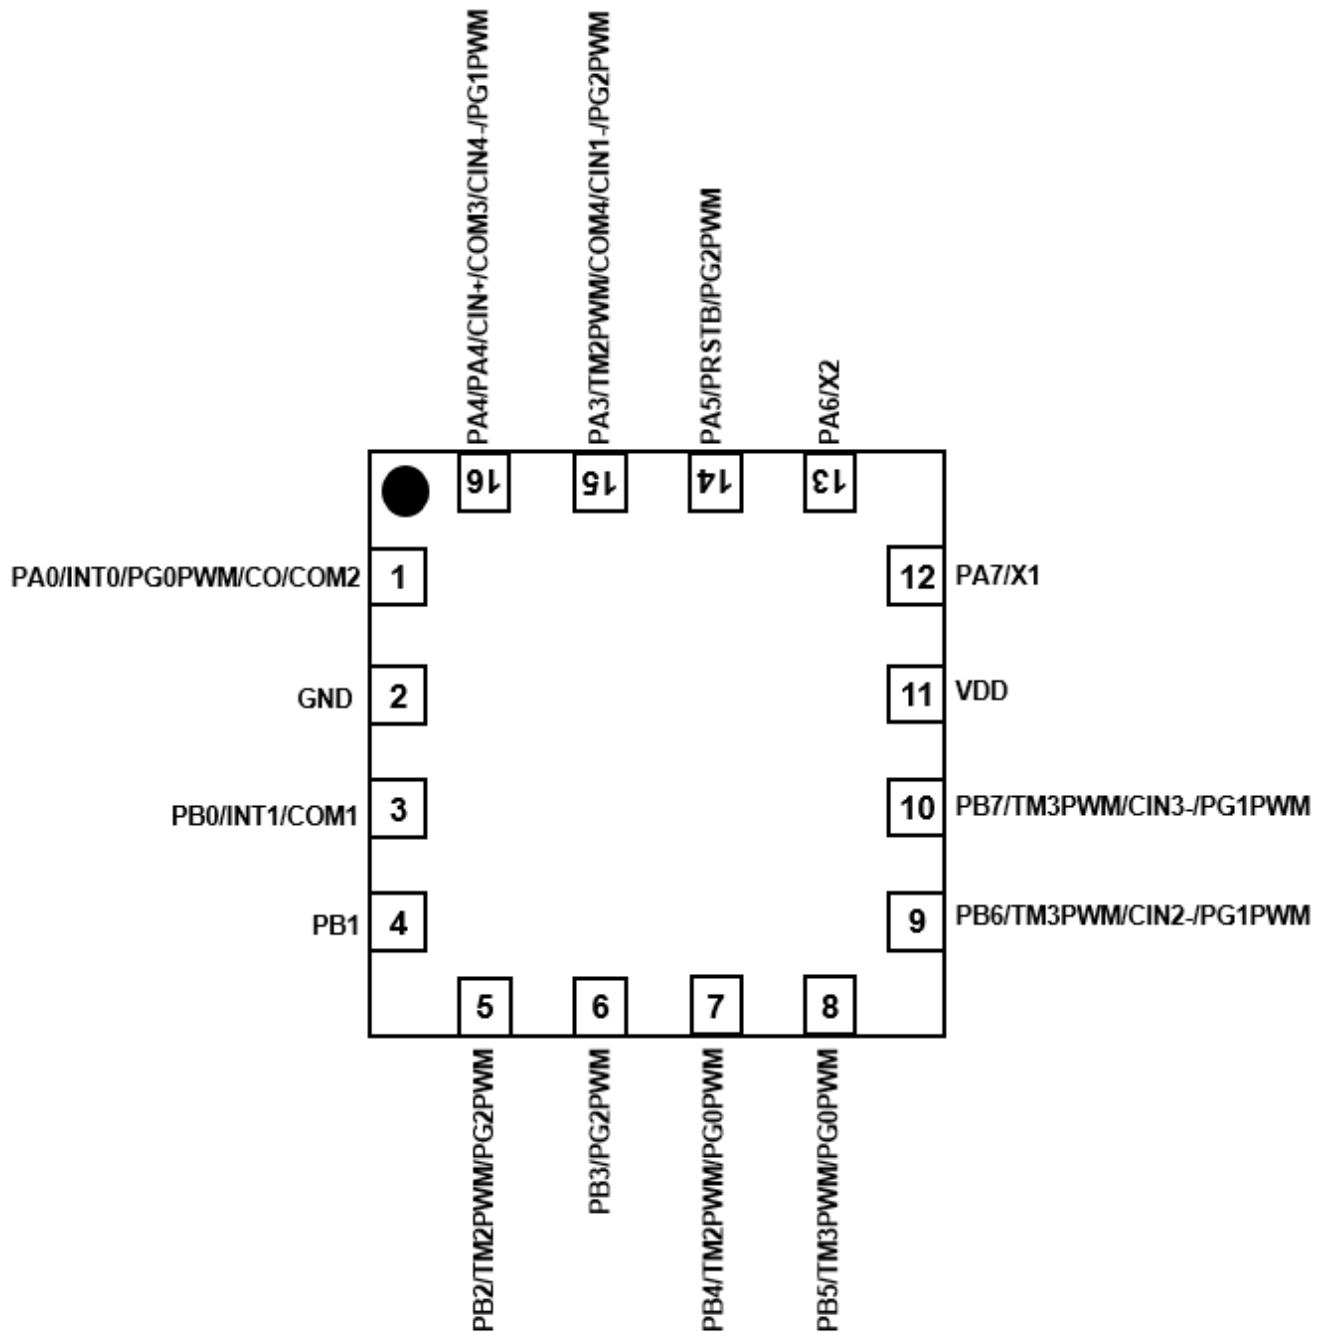 PA4/PA4/CIN+/COM3/CIN4-/PG1PWM
PA3/TM2PWM/COM4/CIN1-/PG2PWM
PA5/PRSTB/PG2PWM
PA6/X2
16
15
14
13
PA0/INT0/PG0PWM/CO/COM2
1
12
PA7/X1
GND
2
11
VDD
PB0/INT1/COM1
3
10
PB7/TM3PWM/CIN3-/PG1PWM
PB1
4
9
PB6/TM3PWM/CIN2-/PG1PWM
5
6
7
8
PB2/TM2PWM/PG2PWM
PB3/PG2PWM
PB4/TM2PWM/PG0PWM
PB5/TM3PWM/PG0PWM